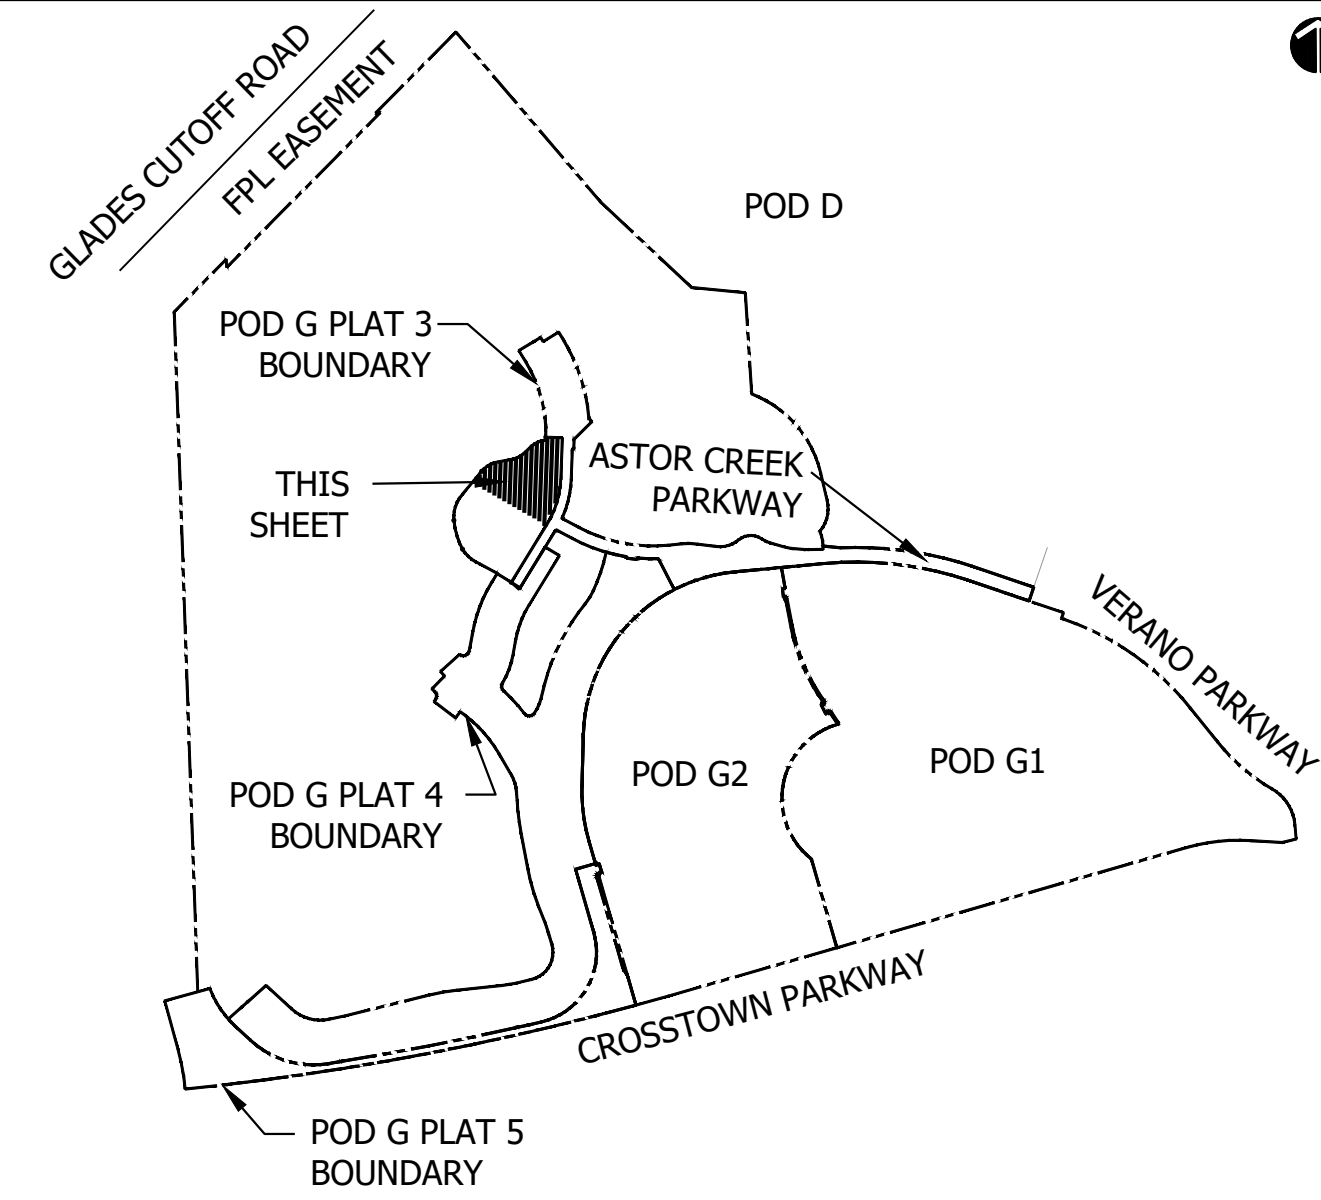 GLADES CUTOFF ROAD
FPL EASEMENT
POD D
POD G PLAT 3
BOUNDARY
THIS
SHEET
ASTOR CREEK
PARKWAY
VERANO PARKWAY
POD G2
POD G1
POD G PLAT 4
BOUNDARY
CROSSTOWN PARKWAY
POD G PLAT 5
BOUNDARY